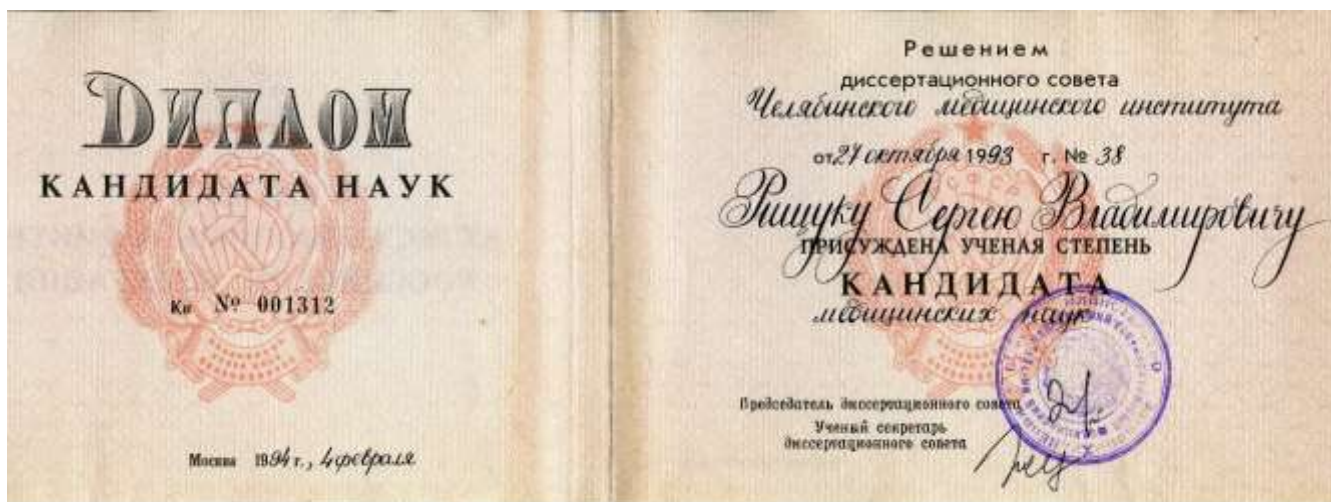 ДИПЛОМ
КАНДИДАТА НАУК
Кн № 001312
Москва 1994 г., 4 февраля
Решением
диссертационного совета
Челябинского медицинского института
от 27 октября 1993 г. № 38
Рищуку Сергею Владимировичу
ПРИСУЖДЕНА УЧЕНАЯ СТЕПЕНЬ
КАНДИДАТА
медицинских наук
Председатель диссертационного совета
Ученый секретарь
диссертационного совета